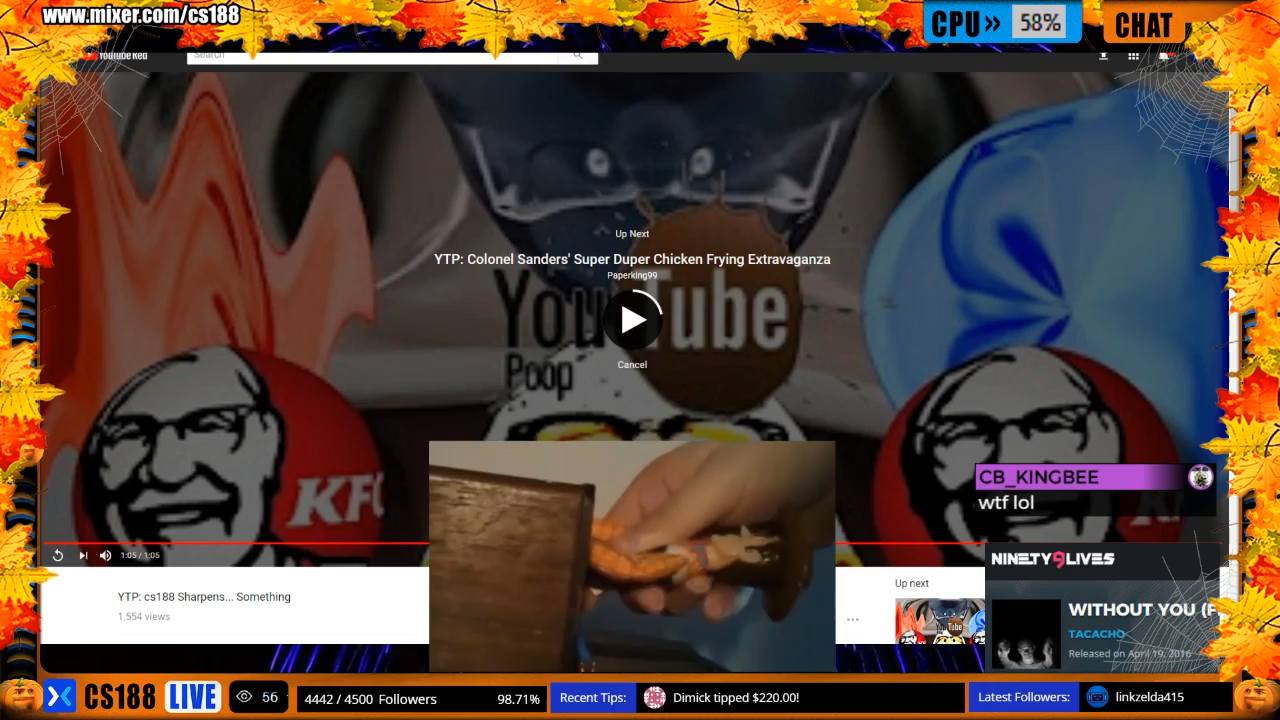 www.mixer.com/cs188
CPU» 58%
CHAT
YouTube Red
Search
Up Next
YTP: Colonel Sanders' Super Duper Chicken Frying Extravaganza
Paperking99
YouTube
Poop
Cancel
KFC
CB_KINGBEE
wtf lol
1:05 / 1:05
NINETY9LIVES
YTP: cs188 Sharpens... Something
1,554 views
Up next
WITHOUT YOU (F
TACACHO
Released on April 19, 2016
CS188 LIVE
56
4442 / 4500 Followers
98.71%
Recent Tips:
Dimick tipped $220.00!
Latest Followers:
linkzelda415